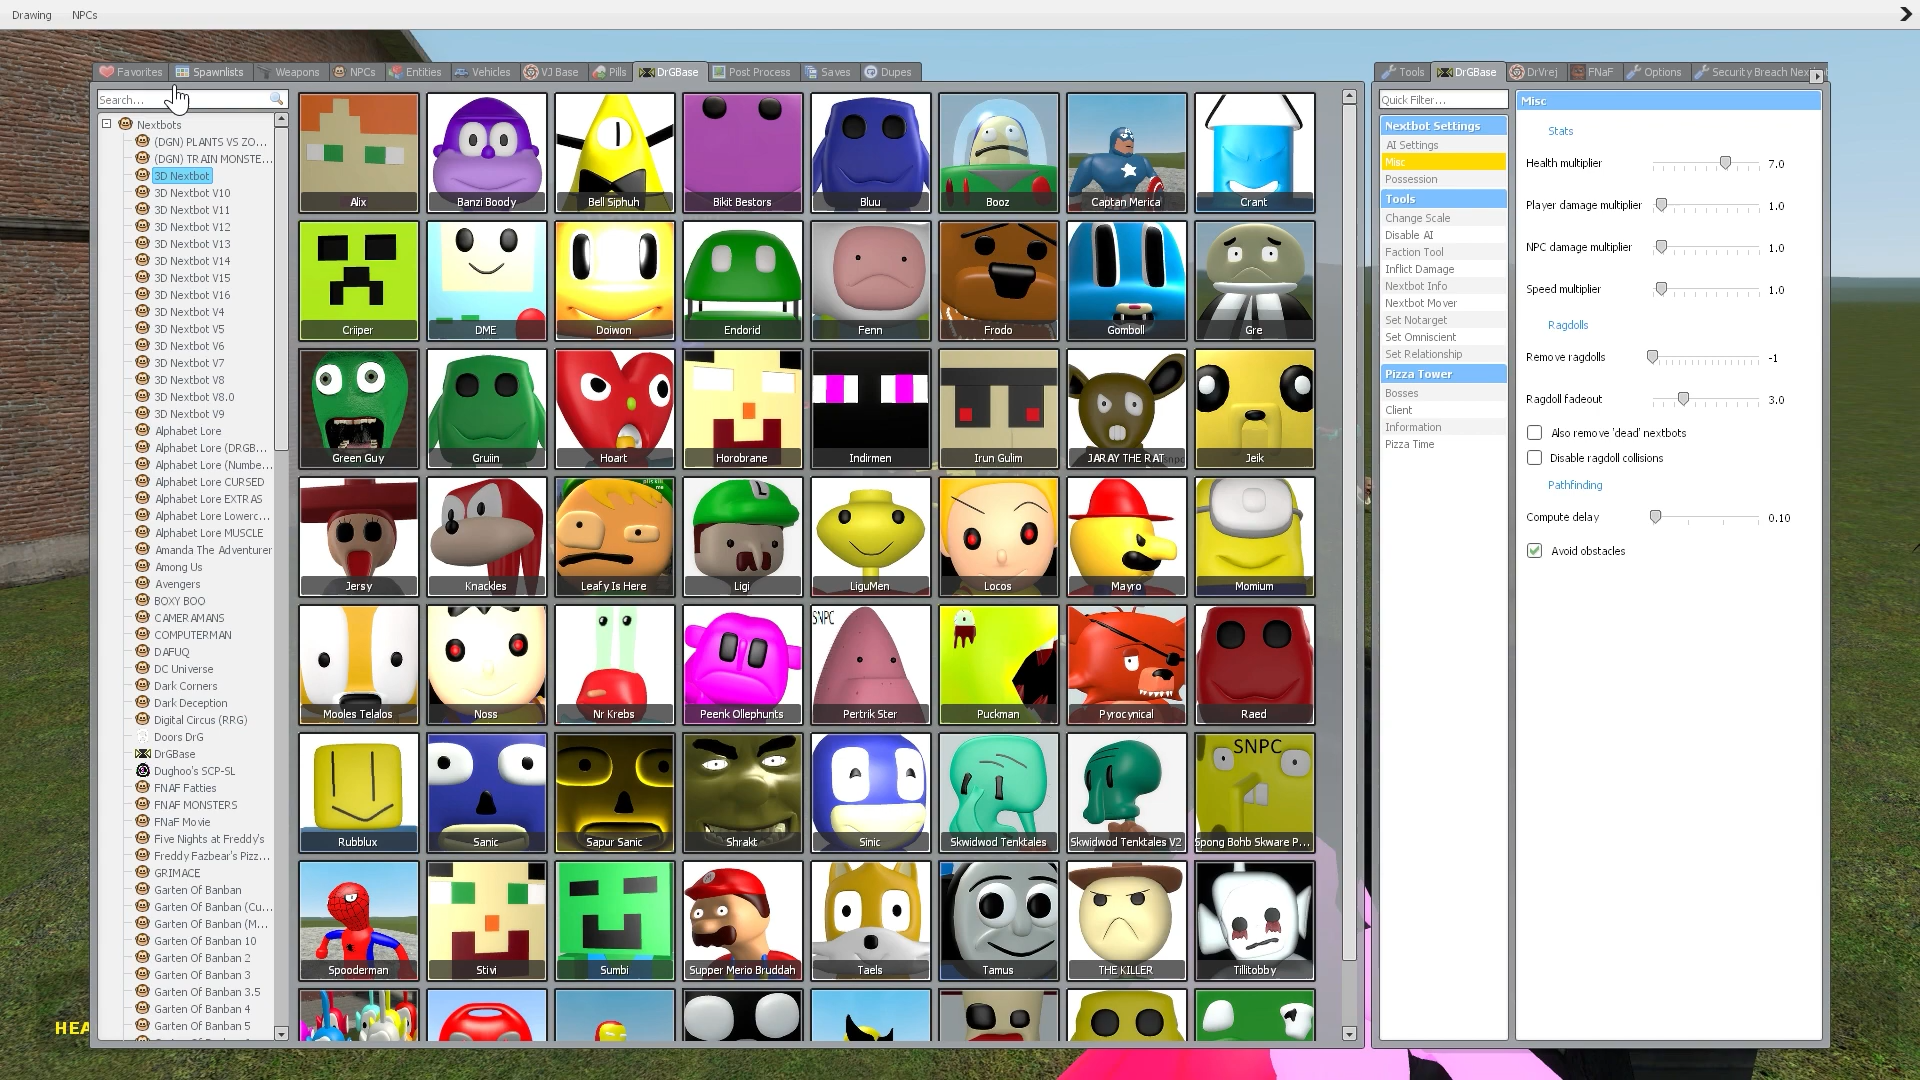 Drawing NPCs
Favorites Spawnlists Weapons NPCs Entities Vehicles VJ Base Pills DrGBase Post Process Saves Dupes
Search...
Nextbots
(DGN) PLANTS VS ZO...
(DGN) TRAIN MONSTE...
3D Nextbot
3D Nextbot V10
3D Nextbot V11
3D Nextbot V12
3D Nextbot V13
3D Nextbot V14
3D Nextbot V15
3D Nextbot V16
3D Nextbot V4
3D Nextbot V5
3D Nextbot V6
3D Nextbot V7
3D Nextbot V8
3D Nextbot V8.0
3D Nextbot V9
Alphabet Lore
Alphabet Lore (DRGB...
Alphabet Lore (Numbe...
Alphabet Lore CURSED
Alphabet Lore EXTRAS
Alphabet Lore Lowerc...
Alphabet Lore MUSCLE
Amanda The Adventurer
Among Us
Avengers
BOXY BOO
CAMERAMANS
COMPUTERMAN
DAFUQ
DC Universe
Dark Corners
Dark Deception
Digital Circus (RRG)
Doors DrG
DrGBase
Dughoo's SCP-SL
FNAF Fatties
FNAF MONSTERS
FNaF Movie
Five Nights at Freddy's
Freddy Fazbear's Pizz...
GRIMACE
Garten Of Banban
Garten Of Banban (Cu...
Garten Of Banban (M...
Garten Of Banban 10
Garten Of Banban 2
Garten Of Banban 3
Garten Of Banban 3.5
Garten Of Banban 4
Garten Of Banban 5
HEA
Alix Banzi Boody Bell Siphuh Bikit Bestors Bluu Booz Captan Merica Crant
Criiper DME Doiwon Endorid Fenn Frodo Gomboll Gre
Green Guy Gruiin Hoart Horobrane Indirmen Irun Gulim JARAY THE RAT Jeik
Jersy Knackles Leafy Is Here Ligi LiguMen Locos Mayro Momium
SNPC
Mooles Telalos Noss Nr Krebs Peenk Ollephunts Pertrik Ster Puckman Pyrocynical Raed
SNPC
Rubblux Sanic Sapur Sanic Shrakt Sinic Skwidwod Tenktales Skwidwod Tenktales V2 Spong Bohb Skware P...
Spooderman Stivi Sumbi Supper Merio Bruddah Taels Tamus THE KILLER Tillitobby
Tools DrGBase DrVrej FNaF Options Security Breach
Quick Filter...
Nextbot Settings
AI Settings
Misc
Possession
Tools
Change Scale
Disable AI
Faction Tool
Inflict Damage
Nextbot Info
Nextbot Mover
Set Notarget
Set Omniscient
Set Relationship
Pizza Tower
Bosses
Client
Information
Pizza Time
Misc
Stats
Health multiplier 7.0
Player damage multiplier 1.0
NPC damage multiplier 1.0
Speed multiplier 1.0
Ragdolls
Remove ragdolls -1
Ragdoll fadeout 3.0
Also remove 'dead' nextbots
Disable ragdoll collisions
Pathfinding
Compute delay 0.10
Avoid obstacles